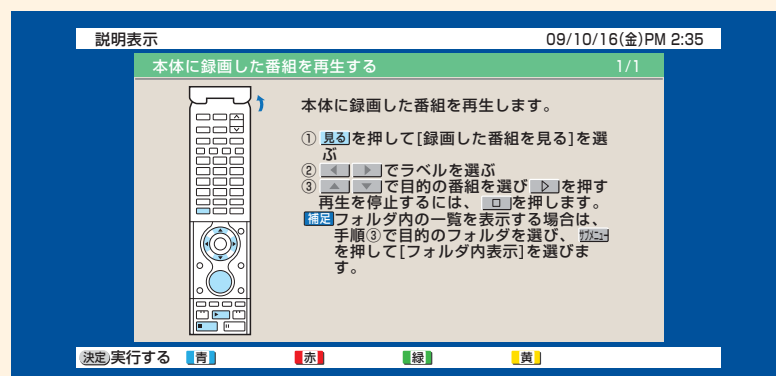 説明表示 09/10/16(金)PM 2:35
本体に録画した番組を再生する 1/1
本体に録画した番組を再生します。
① 見るを押して[録画した番組を見る]を選
ぶ
② ◀ ▶でラベルを選ぶ
③ ▲ ▼で目的の番組を選び ▷ を押す
再生を停止するには、 □ を押します。
補足フォルダ内の一覧を表示する場合は、
手順③で目的のフォルダを選び、 サブメニュー
を押して[フォルダ内表示]を選びま
す。
決定実行する 青 赤 緑 黄